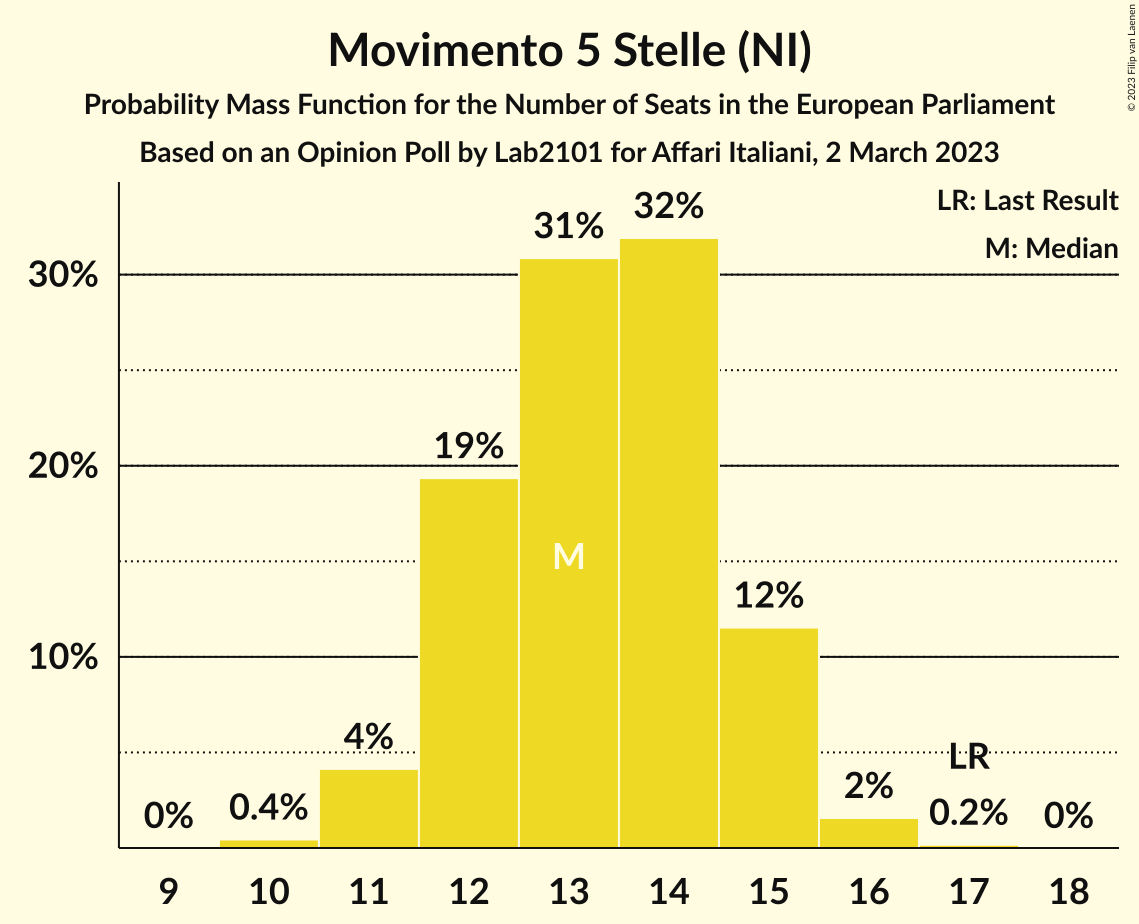 Movimento 5 Stelle (NI)
Probability Mass Function for the Number of Seats in the European Parliament
Based on an Opinion Poll by Lab2101 for Affari Italiani, 2 March 2023
© 2023 Filip van Laenen
LR: Last Result
M: Median
30%
20%
10%
0%
0.4%
4%
19%
31%
32%
12%
2%
0.2%
0%
M
LR
9 10 11 12 13 14 15 16 17 18